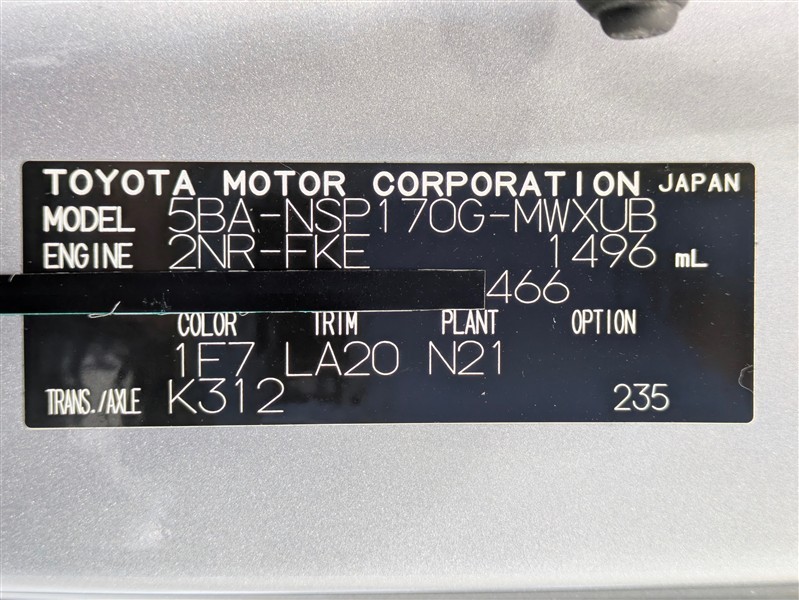 TOYOTA MOTOR CORPORATION JAPAN
MODEL 5BA-NSP170G-MWXUB
ENGINE 2NR-FKE 1496 mL
466
COLOR TRIM PLANT OPTION
1F7 LA20 N21
TRANS./AXLE K312 235